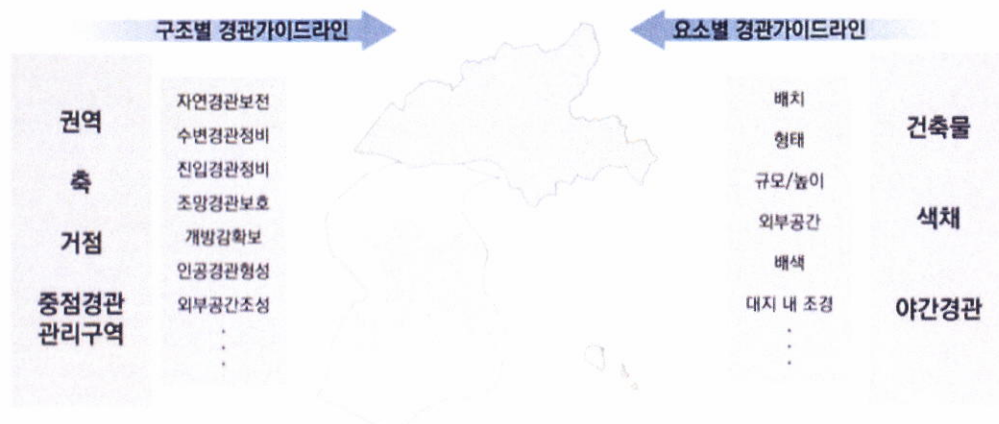 구조별 경관가이드라인
요소별 경관가이드라인
권역
축
거점
중점경관
관리구역
자연경관보전
수변경관정비
진입경관정비
조망경관보호
개방감확보
인공경관형성
외부공간조성
배치
형태
규모/높이
외부공간
배색
대지 내 조경
건축물
색채
야간경관